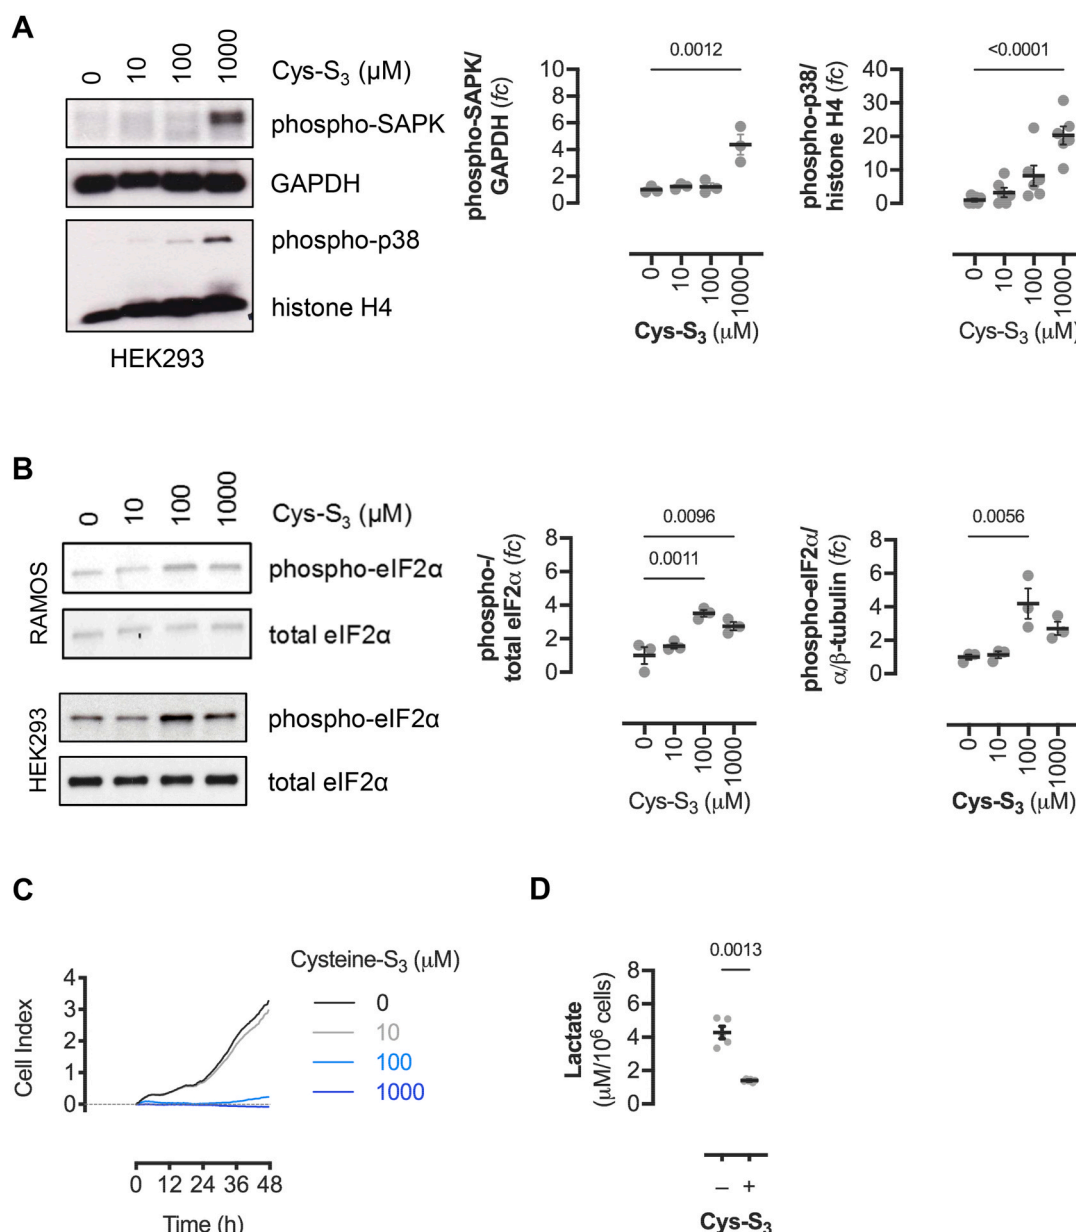 A
0 10 100 1000
Cys-S3 (μM)
phospho-SAPK
GAPDH
phospho-p38
histone H4
HEK293
phospho-SAPK/
GAPDH (fc)
0.0012
10
8
6
4
2
0
0 10 100 1000
Cys-S3 (μM)
phospho-p38/
histone H4 (fc)
<0.0001
40
30
20
10
0
0 10 100 1000
Cys-S3 (μM)
B
0 10 100 1000
Cys-S3 (μM)
RAMOS
phospho-eIF2α
total eIF2α
HEK293
phospho-eIF2α
total eIF2α
phospho-/
total eIF2α (fc)
0.0096
0.0011
8
6
4
2
0
0 10 100 1000
Cys-S3 (μM)
phospho-eIF2α/
α/β-tubulin (fc)
0.0056
8
6
4
2
0
0 10 100 1000
Cys-S3 (μM)
C
Cell Index
4
3
2
1
0
0 12 24 36 48
Time (h)
Cysteine-S3 (μM)
0
10
100
1000
D
Lactate
(μM/10⁶ cells)
0.0013
8
6
4
2
0
– +
Cys-S3